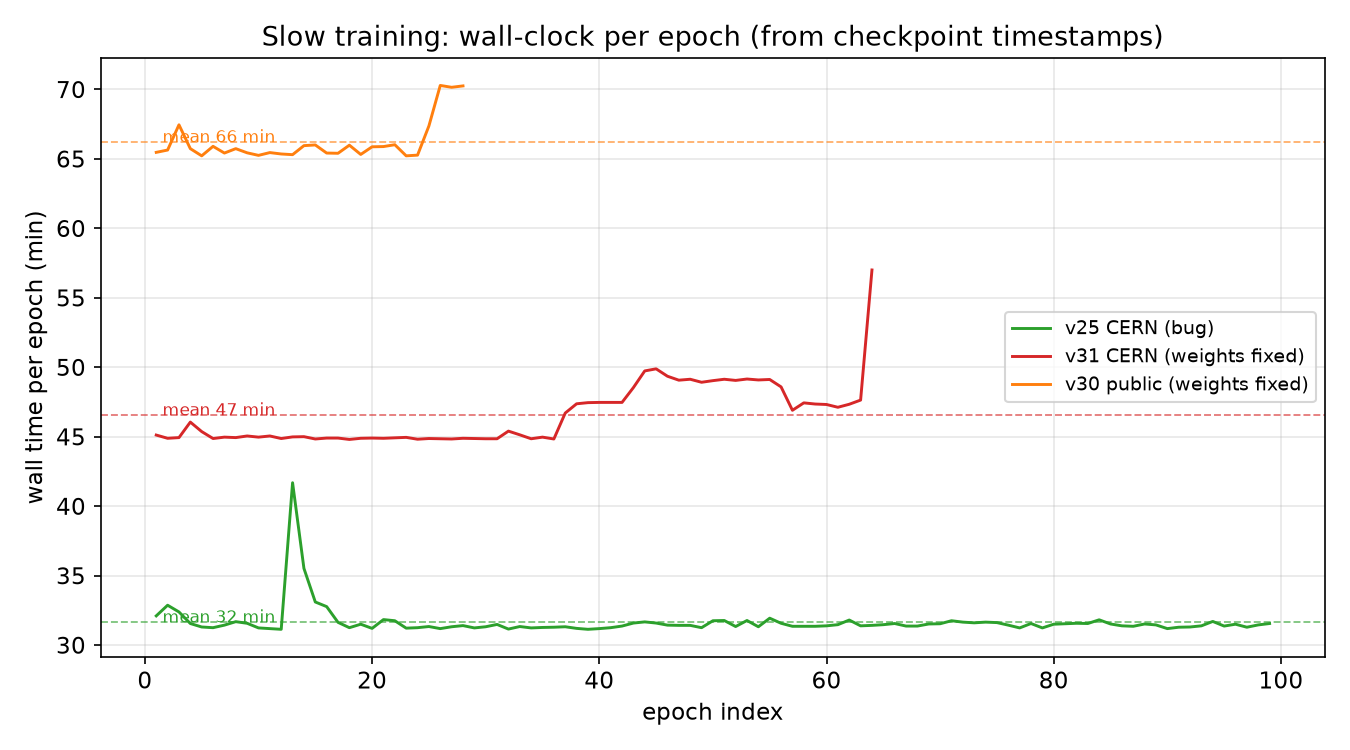 Slow training: wall-clock per epoch (from checkpoint timestamps)
wall time per epoch (min)
70
65
60
55
50
45
40
35
30
mean 66 min
mean 47 min
mean 32 min
v25 CERN (bug)
v31 CERN (weights fixed)
v30 public (weights fixed)
0 20 40 60 80 100
epoch index